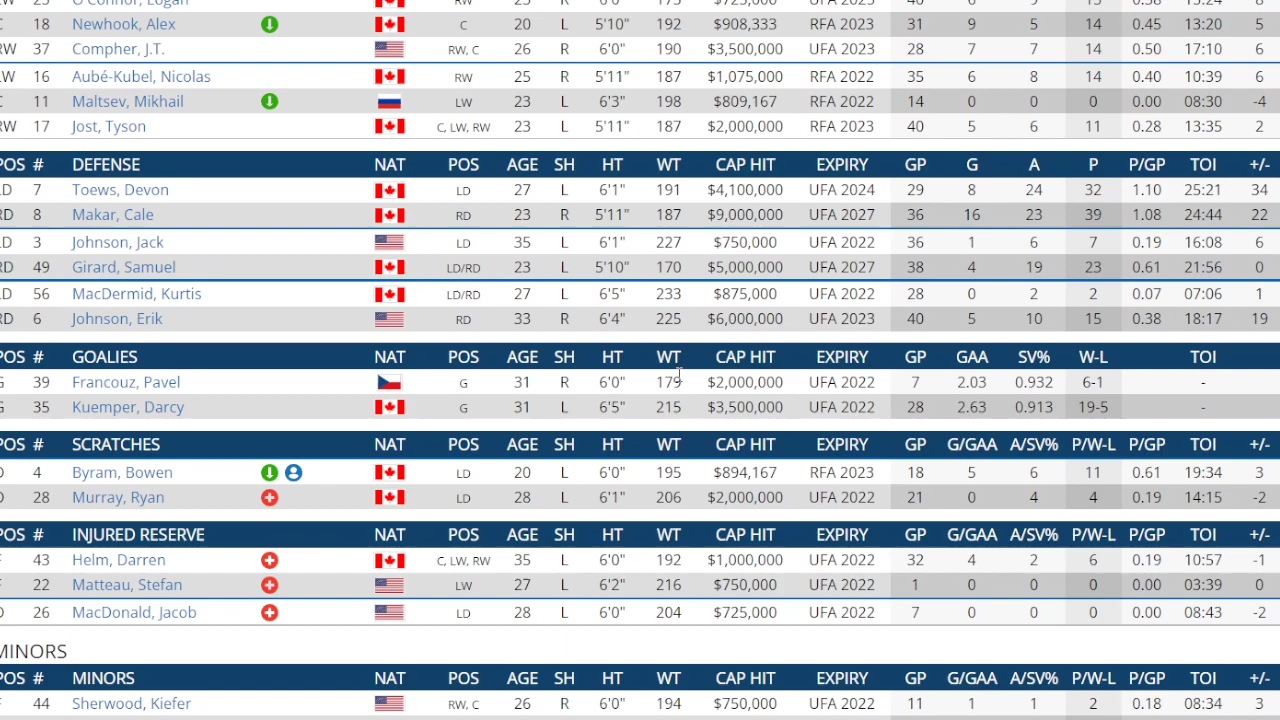 18 Newhook, Alex C 20 L 5'10" 192 $908,333 RFA 2023 31 9 5 14 0.45 13:20
RW 37 Compher, J.T. RW, C 26 R 6'0" 190 $3,500,000 UFA 2023 28 7 7 0.50 17:10
LW 16 Aubé-Kubel, Nicolas RW 25 R 5'11" 187 $1,075,000 RFA 2022 35 6 8 14 0.40 10:39 6
C 11 Maltsev, Mikhail LW 23 L 6'3" 198 $809,167 RFA 2022 14 0 0 0.00 08:30 -4
RW 17 Jost, Tyson C, LW, RW 23 L 5'11" 187 $2,000,000 RFA 2023 40 5 6 0.28 13:35 2
POS # DEFENSE NAT POS AGE SH HT WT CAP HIT EXPIRY GP G A P P/GP TOI +/-
LD 7 Toews, Devon LD 27 L 6'1" 191 $4,100,000 UFA 2024 29 8 24 32 1.10 25:21 34
RD 8 Makar, Cale RD 23 R 5'11" 187 $9,000,000 UFA 2027 36 16 23 39 1.08 24:44 22
LD 3 Johnson, Jack LD 35 L 6'1" 227 $750,000 UFA 2022 36 1 6 7 0.19 16:08 6
RD 49 Girard, Samuel LD/RD 23 L 5'10" 170 $5,000,000 UFA 2027 38 4 19 23 0.61 21:56 0
LD 56 MacDermid, Kurtis LD/RD 27 L 6'5" 233 $875,000 UFA 2022 28 0 2 2 0.07 07:06 1
RD 6 Johnson, Erik RD 33 R 6'4" 225 $6,000,000 UFA 2023 40 5 10 0.38 18:17 19
POS # GOALIES NAT POS AGE SH HT WT CAP HIT EXPIRY GP GAA SV% W-L TOI
G 39 Francouz, Pavel G 31 R 6'0" 179 $2,000,000 UFA 2022 7 2.03 0.932 6-1 -
G 35 Kuemper, Darcy G 31 L 6'5" 215 $3,500,000 UFA 2022 28 2.63 0.913 19-5 -
POS # SCRATCHES NAT POS AGE SH HT WT CAP HIT EXPIRY GP G/GAA A/SV% P/W-L P/GP TOI +/-
D 4 Byram, Bowen LD 20 L 6'0" 195 $894,167 RFA 2023 18 5 6 11 0.61 19:34 3
D 28 Murray, Ryan LD 28 L 6'1" 206 $2,000,000 UFA 2022 21 0 4 4 0.19 14:15 -2
POS # INJURED RESERVE NAT POS AGE SH HT WT CAP HIT EXPIRY GP G/GAA A/SV% P/W-L P/GP TOI +/-
F 43 Helm, Darren C, LW, RW 35 L 6'0" 192 $1,000,000 UFA 2022 32 4 2 6 0.19 10:57 -1
F 22 Matteau, Stefan LW 27 L 6'2" 216 $750,000 UFA 2022 1 0 0 0.00 03:39 0
D 26 MacDonald, Jacob LD 28 L 6'0" 204 $725,000 UFA 2022 7 0 0 0.00 08:43 -2
MINORS
POS # MINORS NAT POS AGE SH HT WT CAP HIT EXPIRY GP G/GAA A/SV% P/W-L P/GP TOI +/-
F 44 Sherwood, Kiefer RW, C 26 R 6'0" 194 $750,000 UFA 2022 11 1 1 2 0.18 08:34 3